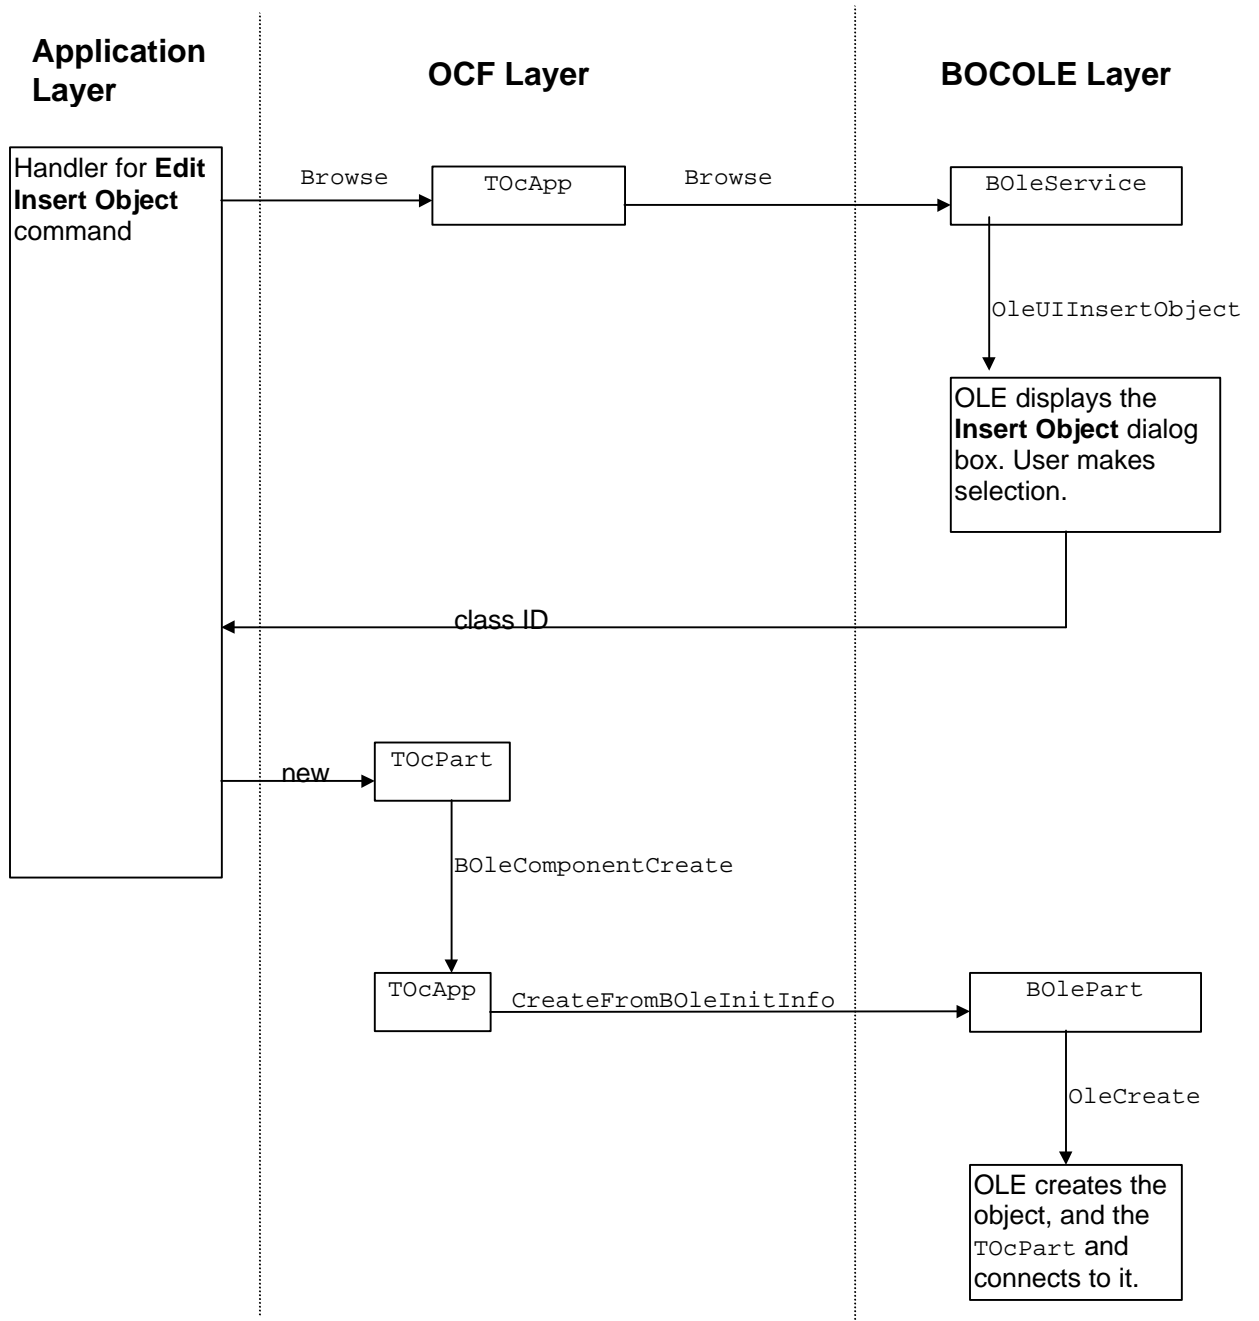 Application
Layer
OCF Layer
BOCOLE Layer
Handler for Edit
Insert Object
command
Browse
TOcApp
Browse
BOleService
OleUIInsertObject
OLE displays the
Insert Object dialog
box. User makes
selection.
class ID
new
TOcPart
BOleComponentCreate
TOcApp
CreateFromBOleInitInfo
BOlePart
OleCreate
OLE creates the
object, and the
TOcPart and
connects to it.